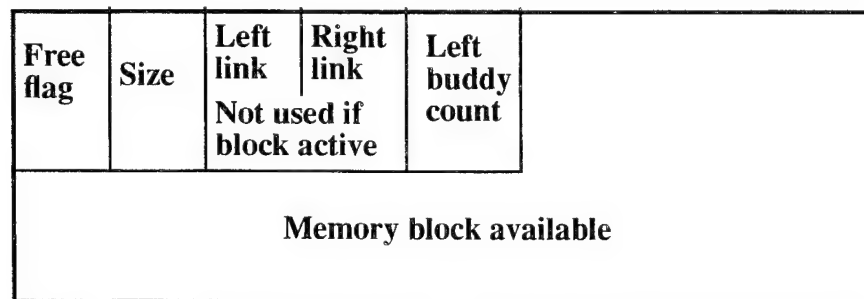 Free
flag
Size
Left
link
Right
link
Not used if
block active
Left
buddy
count
Memory block available